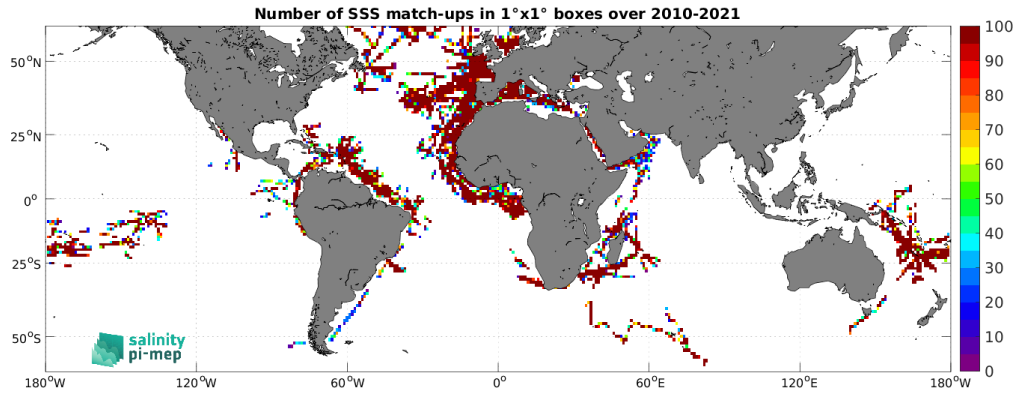 Number of SSS match-ups in 1°x1° boxes over 2010-2021
100
90
80
70
60
50
40
30
20
10
0
50°N
25°N
0°
25°S
50°S
salinity
pi-mep
180°W 120°W 60°W 0° 60°E 120°E 180°W